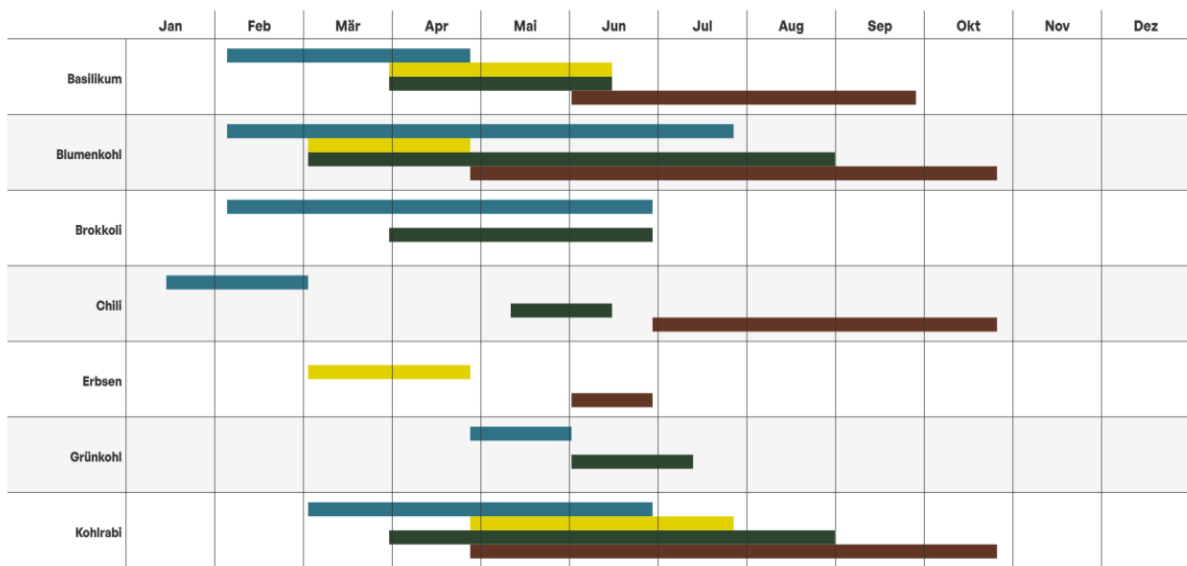 Jan Feb Mär Apr Mai Jun Jul Aug Sep Okt Nov Dez
Basilikum
Blumenkohl
Brokkoli
Chili
Erbsen
Grünkohl
Kohlrabi